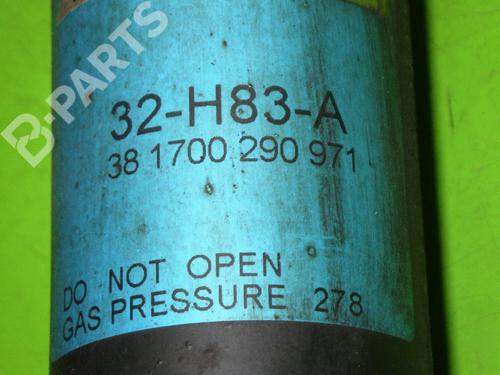 B-PARTS
32-H83-A
38 1700 290 971
DO NOT OPEN
GAS PRESSURE 278